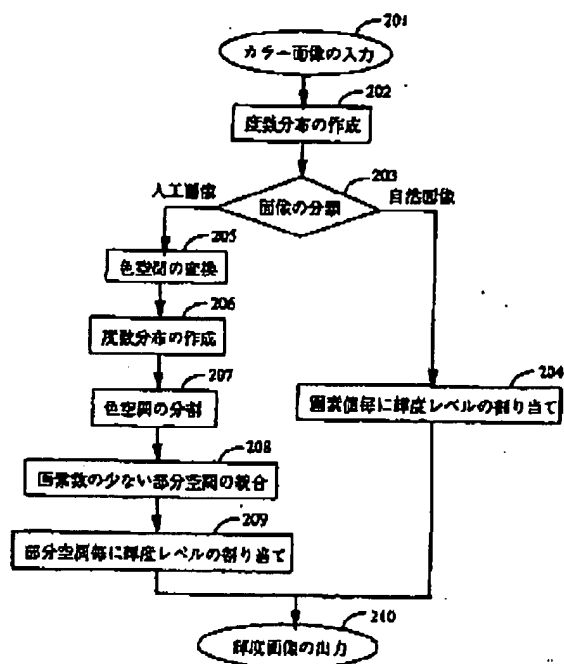 201
カラー画像の入力
202
度数分布の作成
203
画像の分類
人工画像
自然画像
205
色空間の変換
206
度数分布の作成
207
色空間の分割
204
画素値毎に輝度レベルの割り当て
208
画素数の少ない部分空間の統合
209
部分空間毎に輝度レベルの割り当て
210
輝度画像の出力